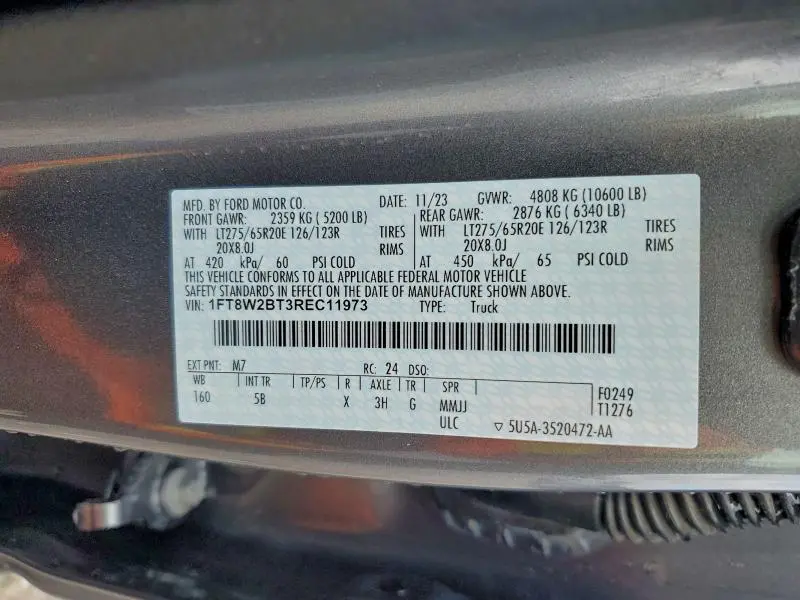 MFD. BY FORD MOTOR CO. DATE: 11/23 GVWR: 4808 KG (10600 LB)
FRONT GAWR: 2359 KG ( 5200 LB) REAR GAWR: 2876 KG ( 6340 LB)
WITH LT275/65R20E 126/123R TIRES WITH LT275/65R20E 126/123R TIRES
20X8.0J RIMS 20X8.0J RIMS
AT 420 kPa/ 60 PSI COLD AT 450 kPa/ 65 PSI COLD
THIS VEHICLE CONFORMS TO ALL APPLICABLE FEDERAL MOTOR VEHICLE
SAFETY STANDARDS IN EFFECT ON THE DATE OF MANUFACTURE SHOWN ABOVE.
VIN: 1FT8W2BT3REC11973 TYPE: Truck
EXT PNT: M7 RC: 24 DSO:
WB INT TR TP/PS R AXLE TR SPR F0249
160 5B X 3H G MMJJ T1276
ULC 5U5A-3520472-AA